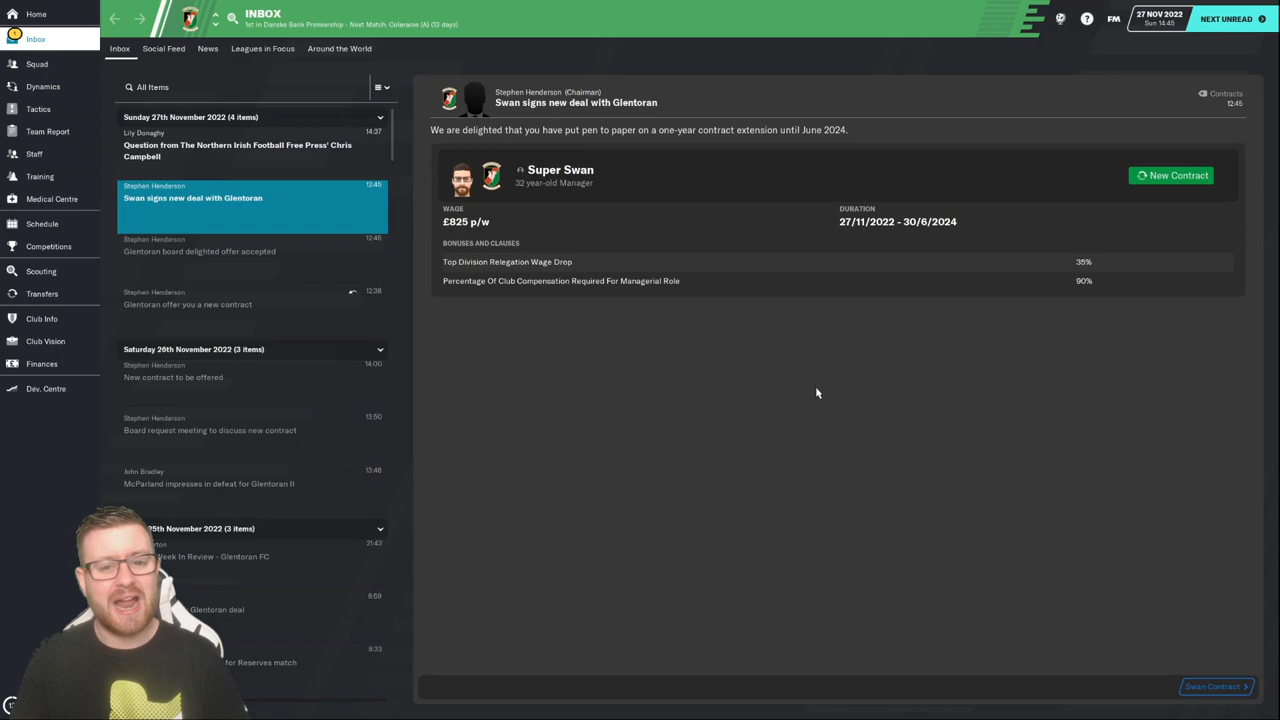 Home
Inbox
Squad
Dynamics
Tactics
Team Report
Staff
Training
Medical Centre
Schedule
Competitions
Scouting
Transfers
Club Info
Club Vision
Finances
Dev. Centre
INBOX
1st in Danske Bank Premiership - Next Match: Coleraine (A) (13 days)
FM
27 NOV 2022
Sun 14:45
NEXT UNREAD
Inbox Social Feed News Leagues in Focus Around the World
All Items
Sunday 27th November 2022 (4 items)
Lily Donaghy 14:37
Question from The Northern Irish Football Free Press' Chris
Campbell
Stephen Henderson 12:45
Swan signs new deal with Glentoran
Stephen Henderson 12:45
Glentoran board delighted offer accepted
Stephen Henderson 12:38
Glentoran offer you a new contract
Saturday 26th November 2022 (3 items)
Stephen Henderson 14:00
New contract to be offered
Stephen Henderson 13:50
Board request meeting to discuss new contract
John Bradley 13:46
McParland impresses in defeat for Glentoran II
25th November 2022 (3 items)
21:43
Week In Review - Glentoran FC
8:59
Glentoran deal
8:33
for Reserves match
Stephen Henderson (Chairman)
Swan signs new deal with Glentoran
Contracts
12:45
We are delighted that you have put pen to paper on a one-year contract extension until June 2024.
Super Swan
32 year-old Manager
New Contract
WAGE DURATION
£825 p/w 27/11/2022 - 30/6/2024
BONUSES AND CLAUSES
Top Division Relegation Wage Drop 35%
Percentage Of Club Compensation Required For Managerial Role 90%
Swan Contract